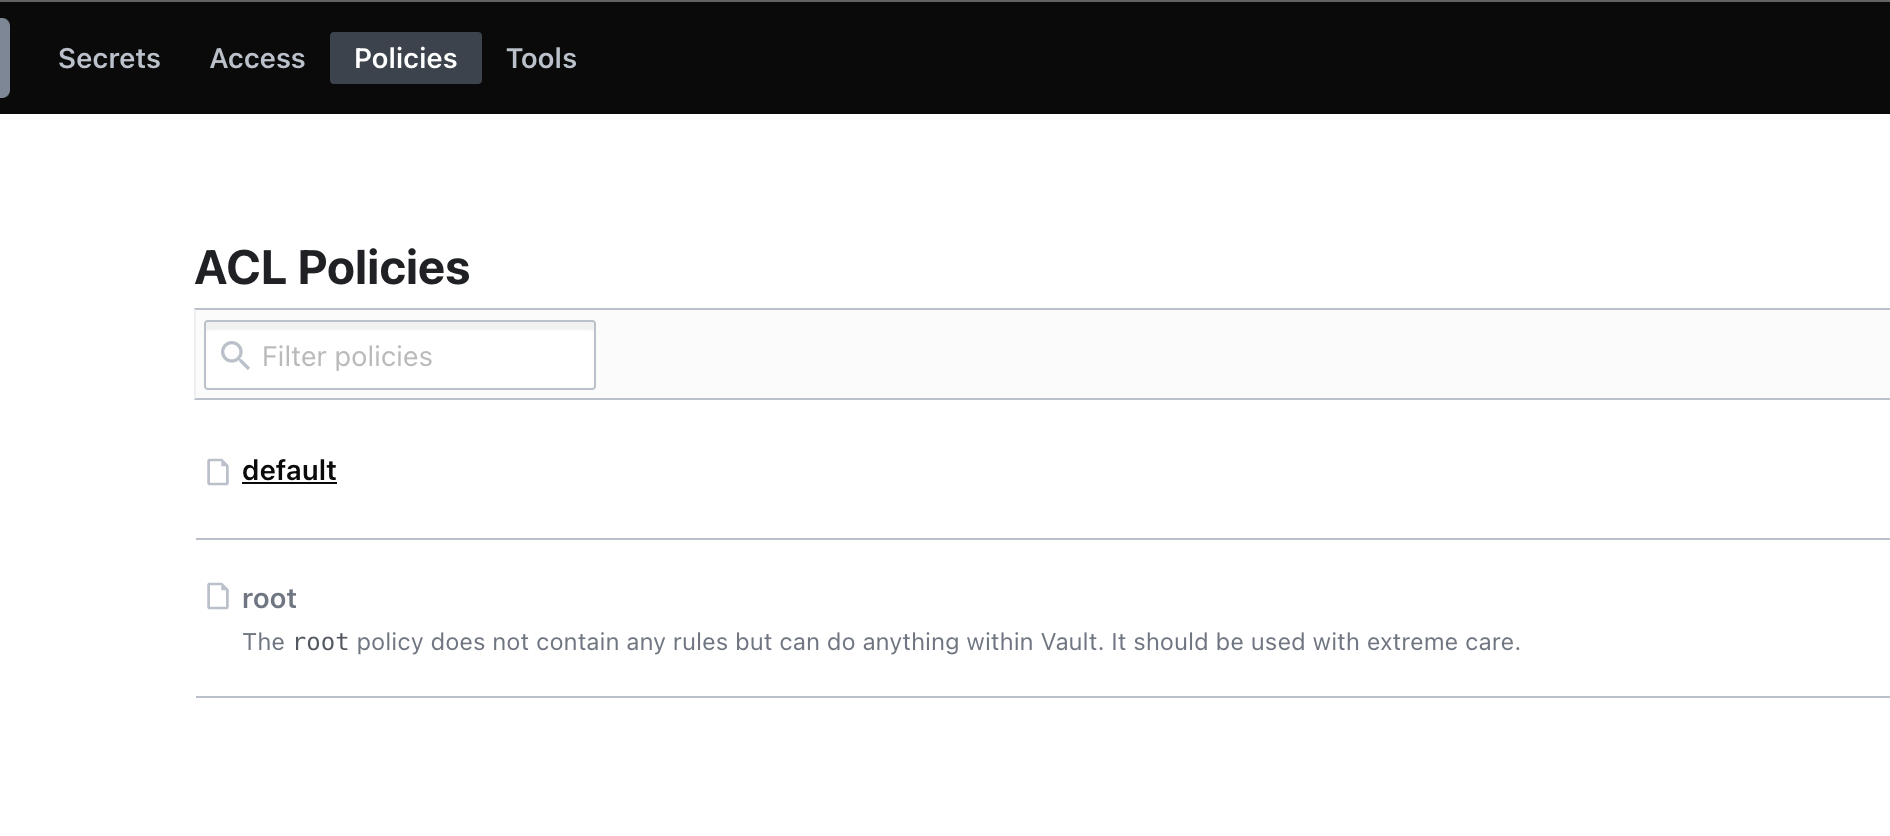 Secrets Access Policies Tools
ACL Policies
Filter policies
default
root
The root policy does not contain any rules but can do anything within Vault. It should be used with extreme care.